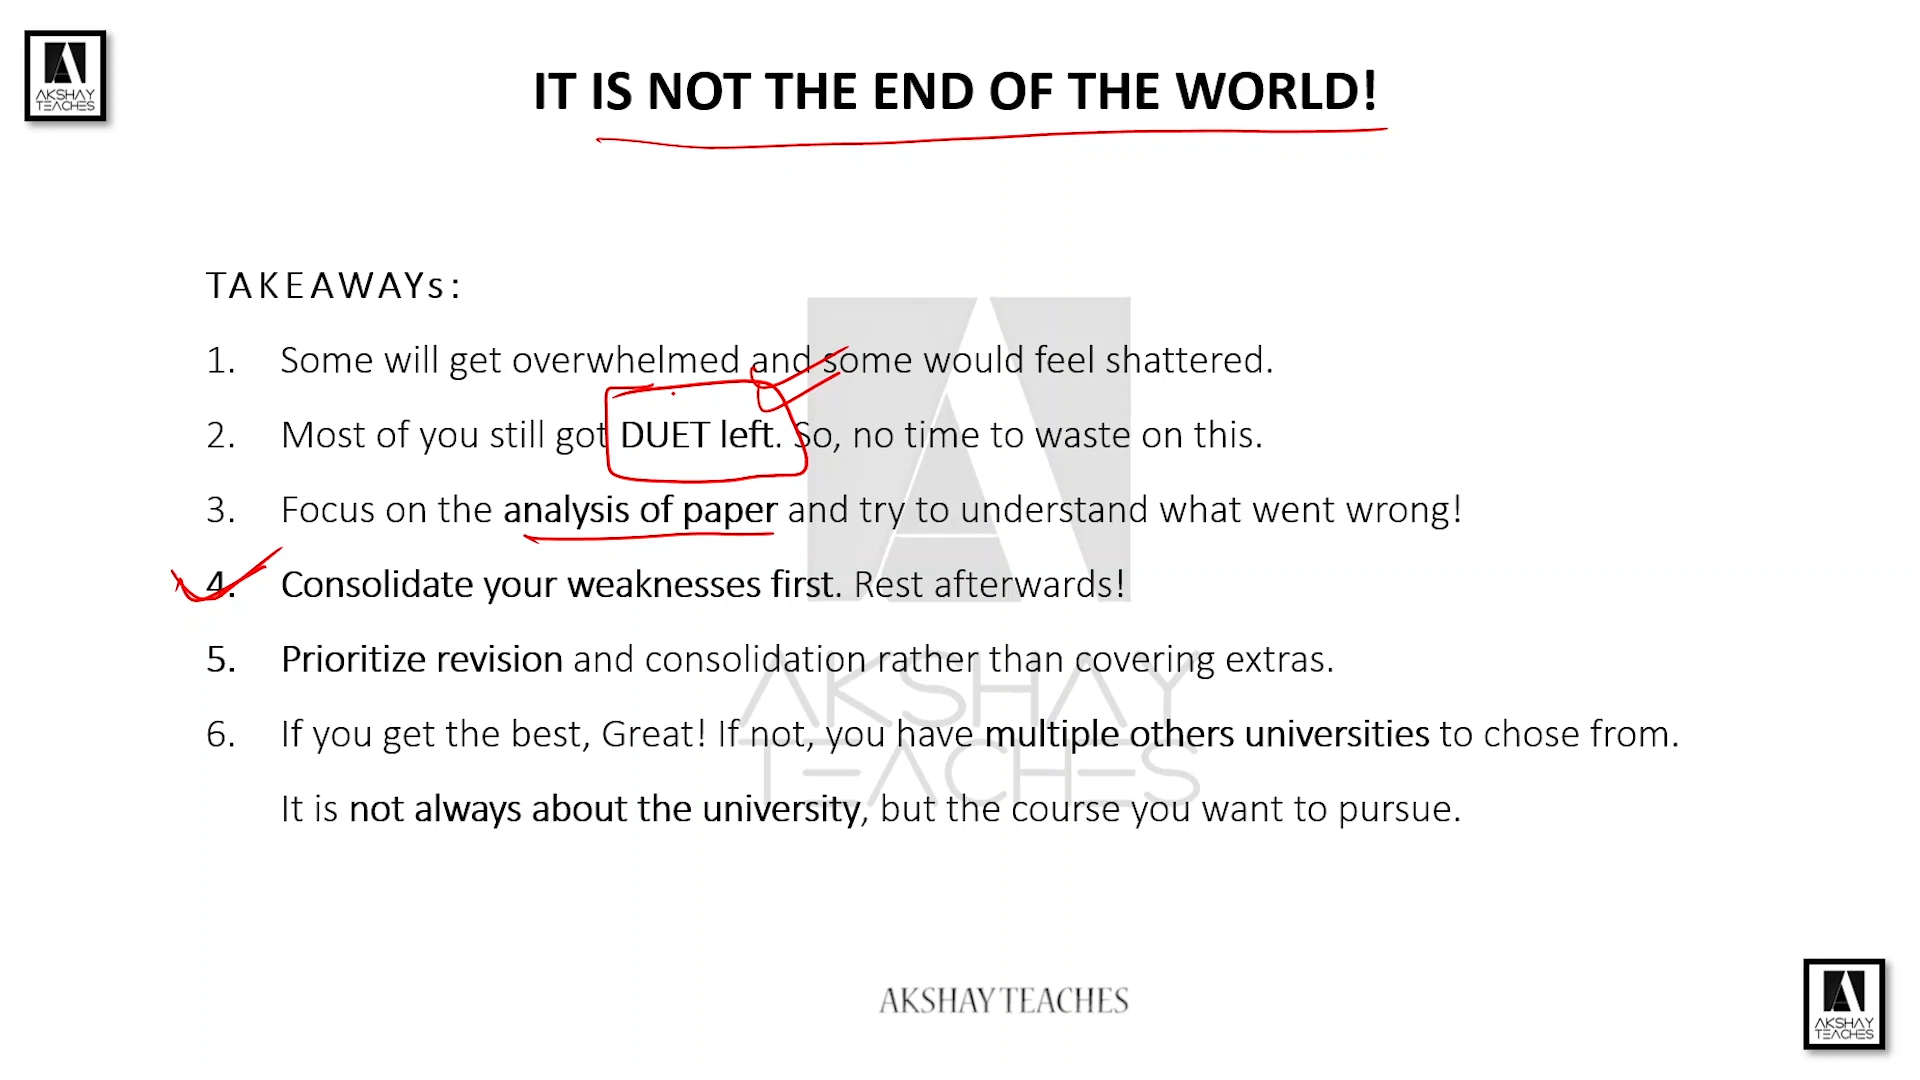 AKSHAY
TEACHES
IT IS NOT THE END OF THE WORLD!
TAKEAWAYs:
1. Some will get overwhelmed and some would feel shattered.
2. Most of you still got DUET left. So, no time to waste on this.
3. Focus on the analysis of paper and try to understand what went wrong!
4. Consolidate your weaknesses first. Rest afterwards!
5. Prioritize revision and consolidation rather than covering extras.
6. If you get the best, Great! If not, you have multiple others universities to chose from.
It is not always about the university, but the course you want to pursue.
AKSHAY
TEACHES
AKSHAY TEACHES
AKSHAY
TEACHES